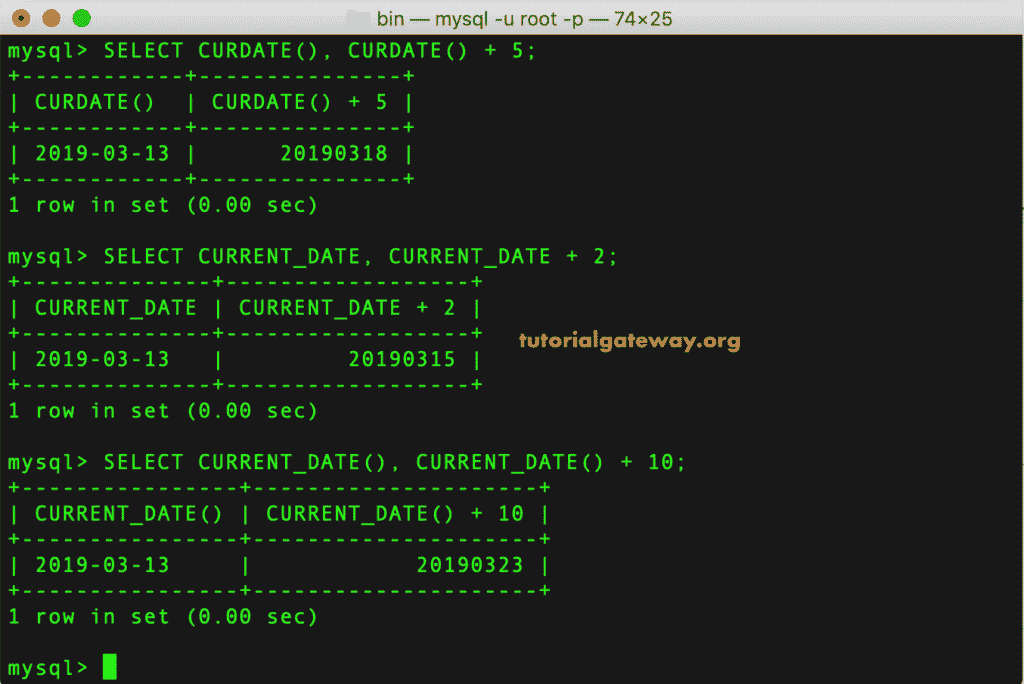 bin — mysql -u root -p — 74×25
mysql> SELECT CURDATE(), CURDATE() + 5;
+------------+---------------+
| CURDATE()  | CURDATE() + 5 |
+------------+---------------+
| 2019-03-13 |      20190318 |
+------------+---------------+
1 row in set (0.00 sec)

mysql> SELECT CURRENT_DATE, CURRENT_DATE + 2;
+--------------+------------------+
| CURRENT_DATE | CURRENT_DATE + 2 |
+--------------+------------------+
| 2019-03-13   |         20190315 |
+--------------+------------------+
1 row in set (0.00 sec)
tutorialgateway.org

mysql> SELECT CURRENT_DATE(), CURRENT_DATE() + 10;
+----------------+---------------------+
| CURRENT_DATE() | CURRENT_DATE() + 10 |
+----------------+---------------------+
| 2019-03-13     |            20190323 |
+----------------+---------------------+
1 row in set (0.00 sec)

mysql>